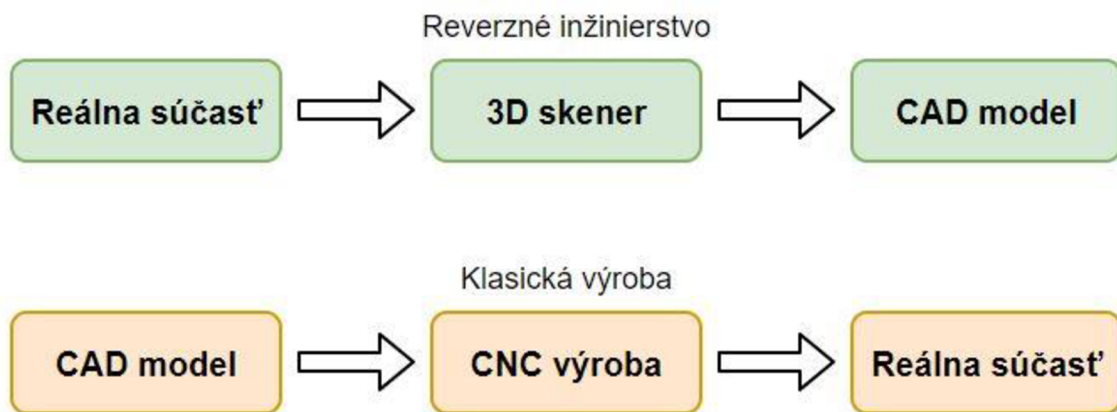 Reverzné inžinierstvo
Reálna súčasť
3D skener
CAD model
Klasická výroba
CAD model
CNC výroba
Reálna súčasť